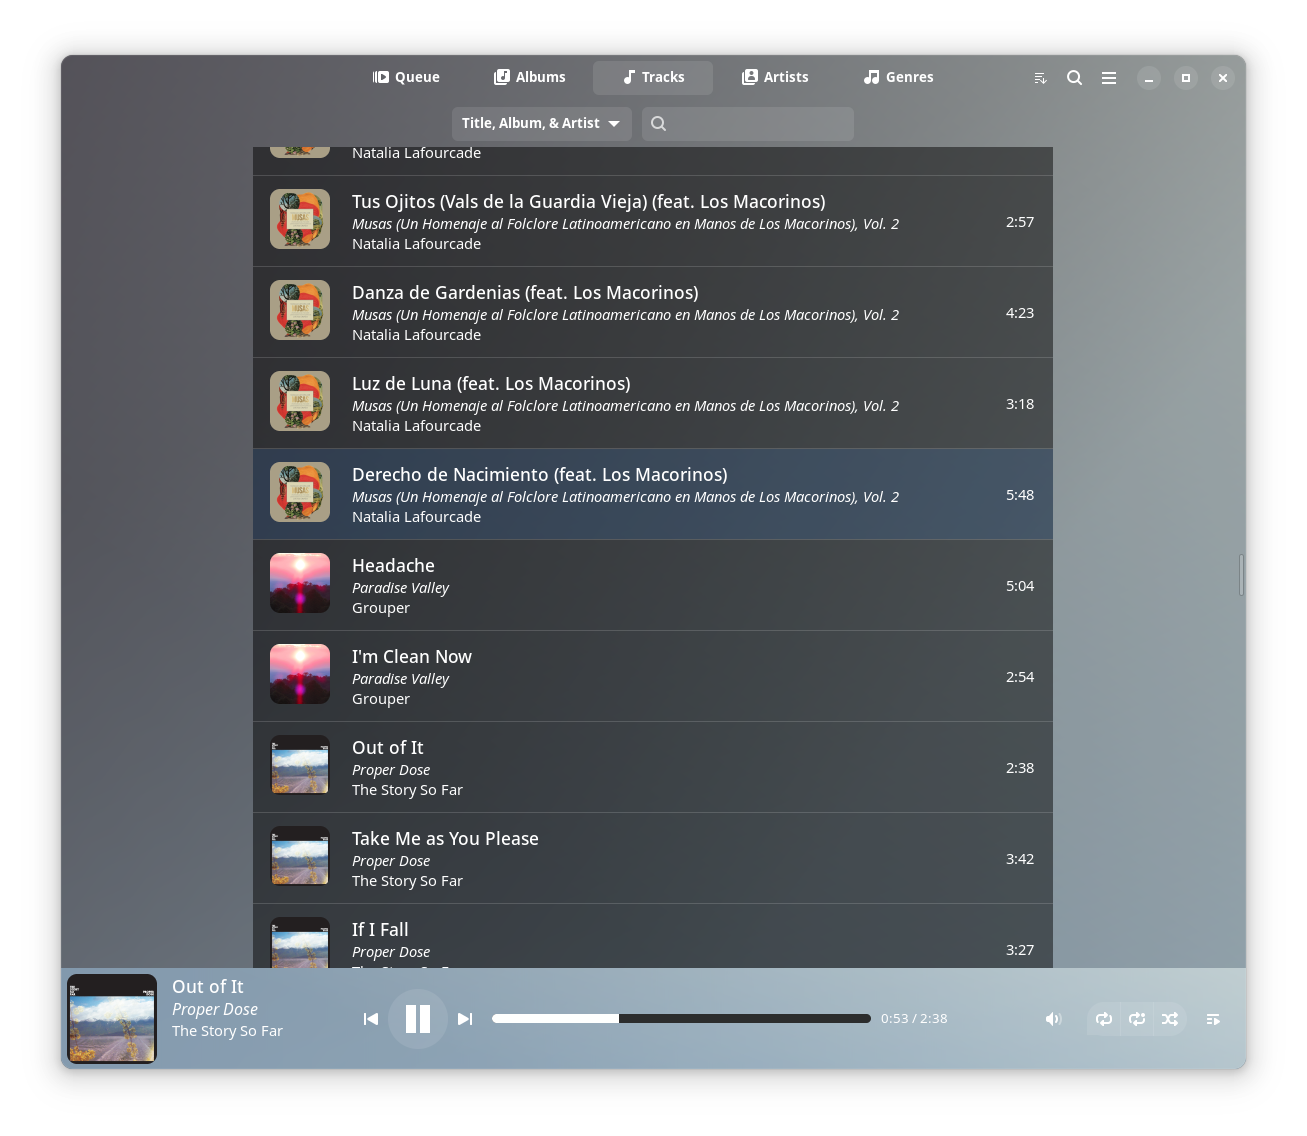 Queue
Albums
Tracks
Artists
Genres
Title, Album, & Artist
Natalia Lafourcade
Tus Ojitos (Vals de la Guardia Vieja) (feat. Los Macorinos)
Musas (Un Homenaje al Folclore Latinoamericano en Manos de Los Macorinos), Vol. 2
Natalia Lafourcade
2:57
Danza de Gardenias (feat. Los Macorinos)
Musas (Un Homenaje al Folclore Latinoamericano en Manos de Los Macorinos), Vol. 2
Natalia Lafourcade
4:23
Luz de Luna (feat. Los Macorinos)
Musas (Un Homenaje al Folclore Latinoamericano en Manos de Los Macorinos), Vol. 2
Natalia Lafourcade
3:18
Derecho de Nacimiento (feat. Los Macorinos)
Musas (Un Homenaje al Folclore Latinoamericano en Manos de Los Macorinos), Vol. 2
Natalia Lafourcade
5:48
Headache
Paradise Valley
Grouper
5:04
I'm Clean Now
Paradise Valley
Grouper
2:54
Out of It
Proper Dose
The Story So Far
2:38
Take Me as You Please
Proper Dose
The Story So Far
3:42
If I Fall
Proper Dose
3:27
Out of It
Proper Dose
The Story So Far
0:53 / 2:38